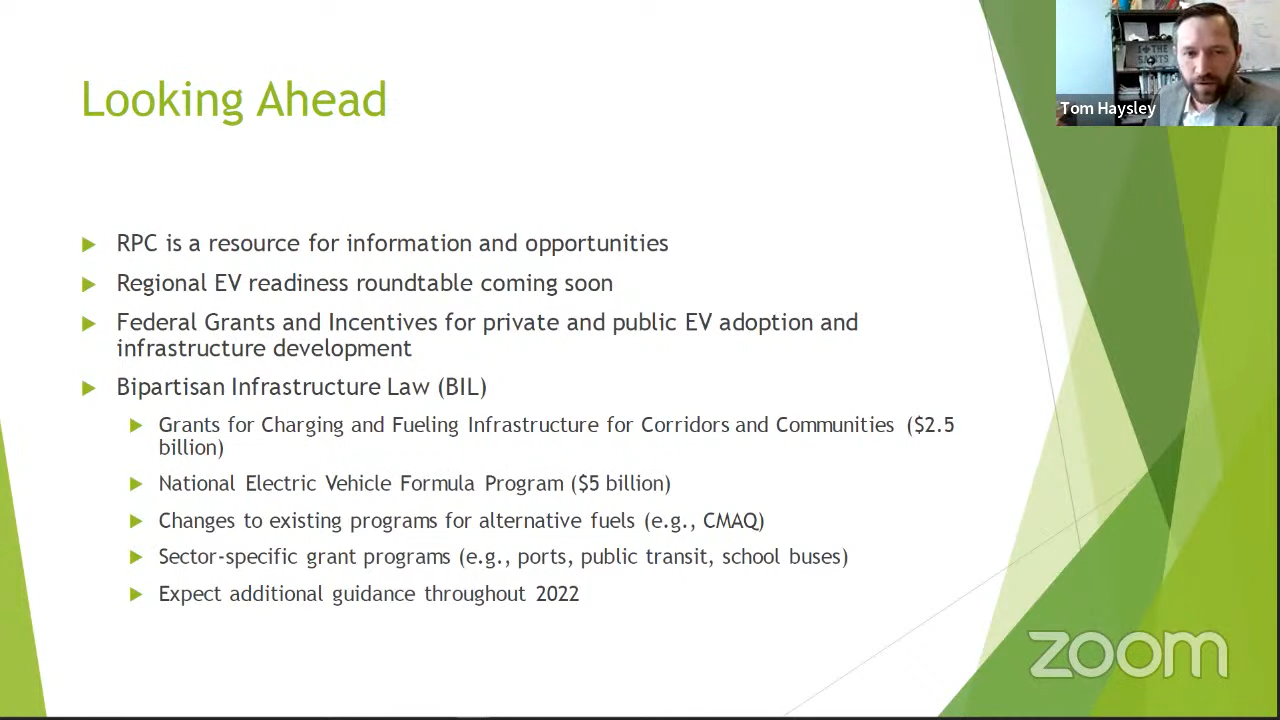 Looking Ahead
I THE
SAINTS
Tom Haysley
RPC is a resource for information and opportunities
Regional EV readiness roundtable coming soon
Federal Grants and Incentives for private and public EV adoption and
infrastructure development
Bipartisan Infrastructure Law (BIL)
Grants for Charging and Fueling Infrastructure for Corridors and Communities ($2.5
billion)
National Electric Vehicle Formula Program ($5 billion)
Changes to existing programs for alternative fuels (e.g., CMAQ)
Sector-specific grant programs (e.g., ports, public transit, school buses)
Expect additional guidance throughout 2022
zoom